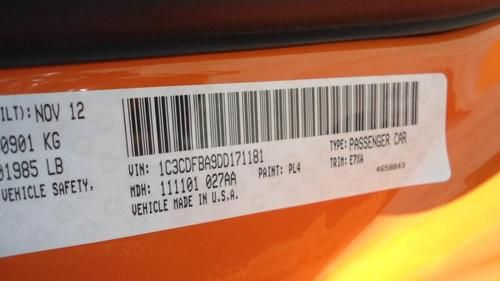 ILT): NOV 12
0901 KG
01985 LB
VEHICLE SAFETY,
VIN: 1C3CDFBA9DD171181
TYPE: PASSENGER CAR
MDH: 111101 027AA
PAINT: PL4
TRIM: E7XA
VEHICLE MADE IN U.S.A.
4658843